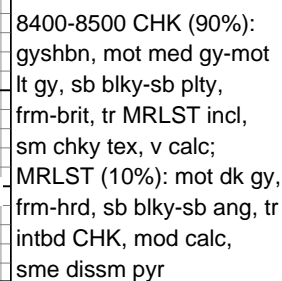 8400-8500 CHK (90%):
gyshbn, mot med gy-mot
lt gy, sb blky-sb plty,
frm-brit, tr MRLST incl,
sm chky tex, v calc;
MRLST (10%): mot dk gy,
frm-hrd, sb blky-sb ang, tr
intbd CHK, mod calc,
sme dissm pyr